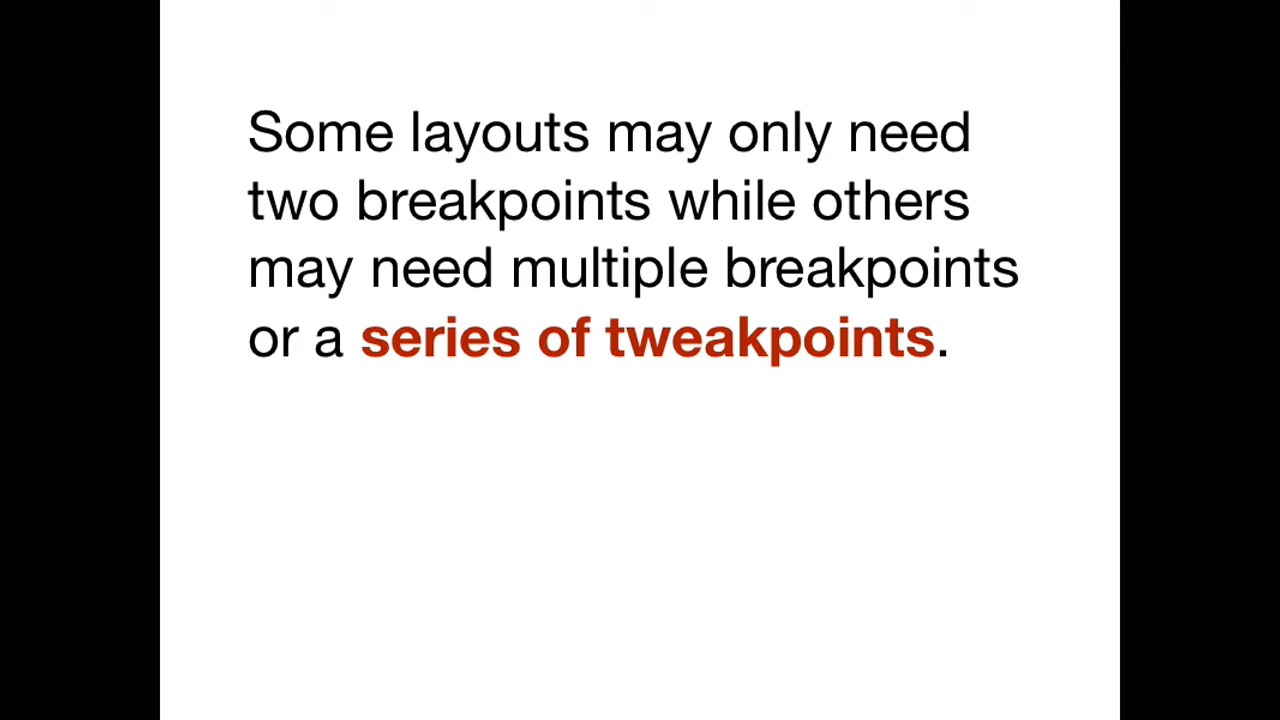 Some layouts may only need
two breakpoints while others
may need multiple breakpoints
or a series of tweakpoints.